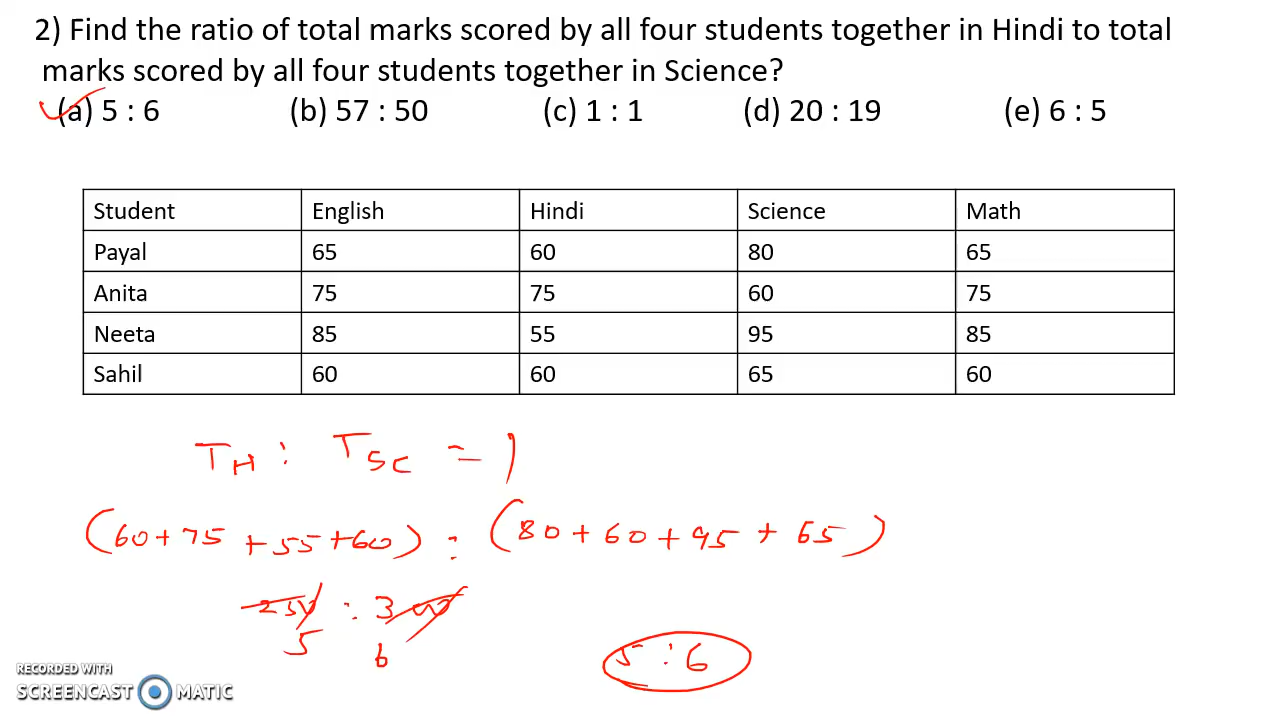 2) Find the ratio of total marks scored by all four students together in Hindi to total
marks scored by all four students together in Science?
(a) 5 : 6 (b) 57 : 50 (c) 1 : 1 (d) 20 : 19 (e) 6 : 5
Student English Hindi Science Math
Payal 65 60 80 65
Anita 75 75 60 75
Neeta 85 55 95 85
Sahil 60 60 65 60
TH : TSC =
(60+75+55+60) : (80+60+95+65)
250 : 300
5 6
5 : 6
RECORDED WITH
SCREENCAST MATIC